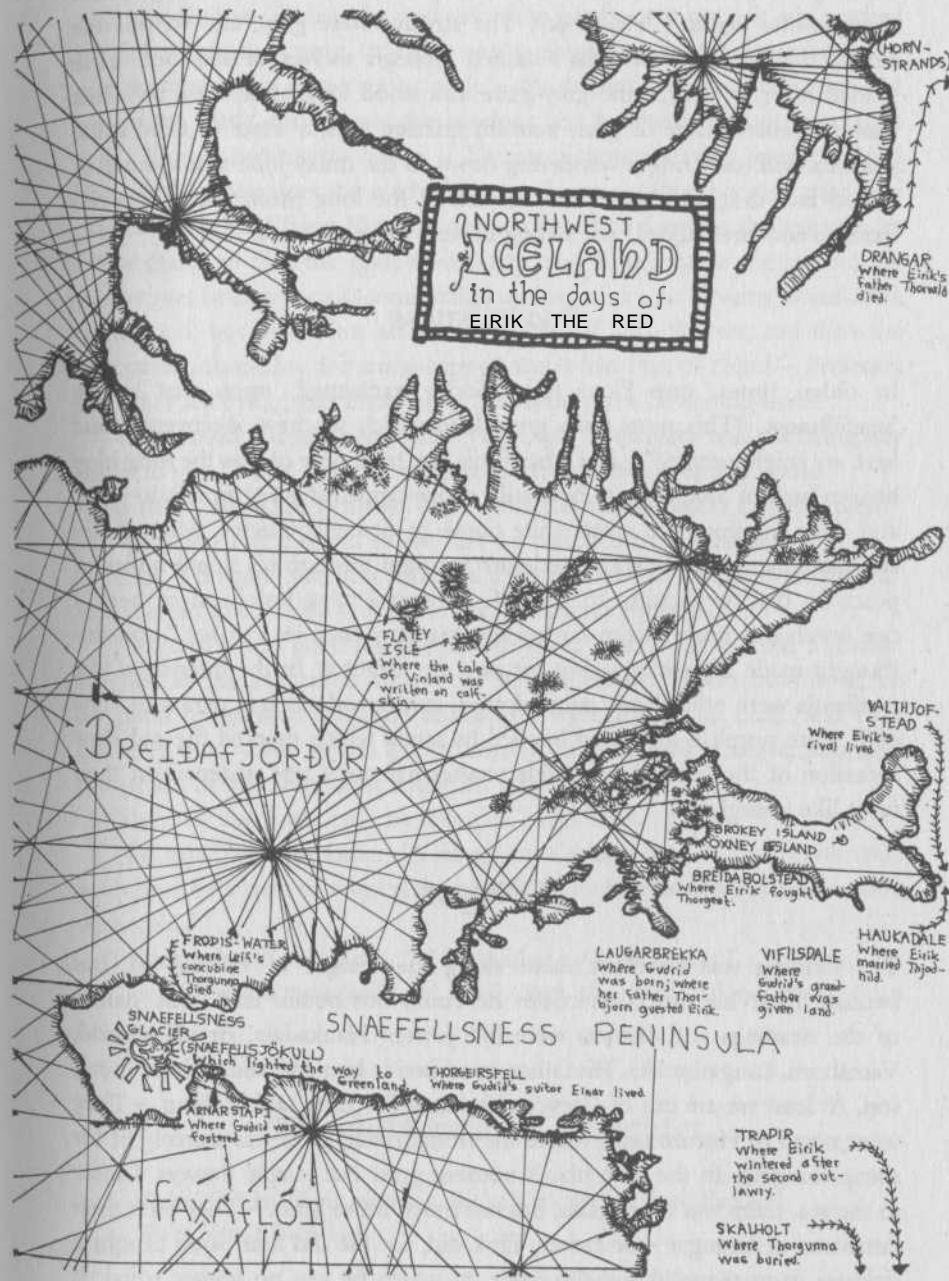 (HORN-
STRANDS)
NORTHWEST
ICELAND
in the days of
EIRIK THE RED
DRANGAR
Where Eirik's
father Thorvald
died.
FLATEY
ISLE
Where the tale
of Vinland was
written on calf-
skin.
BREIDAFJORDUR
VALTHJOF-
STEAD
Where Eirik's
rival lived.
BROKEY ISLAND
OXNEY ISLAND
BREIDABOLSTEAD
Where Eirik fought
Thorgest.
HAUKADALE
Where Eirik
married Thjod-
hild.
FRODIS-WATER
Where Leif's
concubine
Thorgunna
died.
LAUGARBREKKA
Where Gudrid
was born; where
her father Thor-
bjorn guested Eirik.
VIFILSDALE
Where
Gudrid's grand
father was
given land.
SNAEFELLSNESS
GLACIER
(SNAEFELLSJÖKULL)
Which lighted the way to
Greenland.
SNAEFELLSNESS PENINSULA
THORGEIRSFELL
Where Gudrid's suitor Einar lived.
ARNARSTAPI
Where Gudrid was
fostered.
FAXAFLOI
TRADIR
Where Eirik
wintered after
the second out-
lawry.
SKALHOLT
Where Thorgunna
was buried.